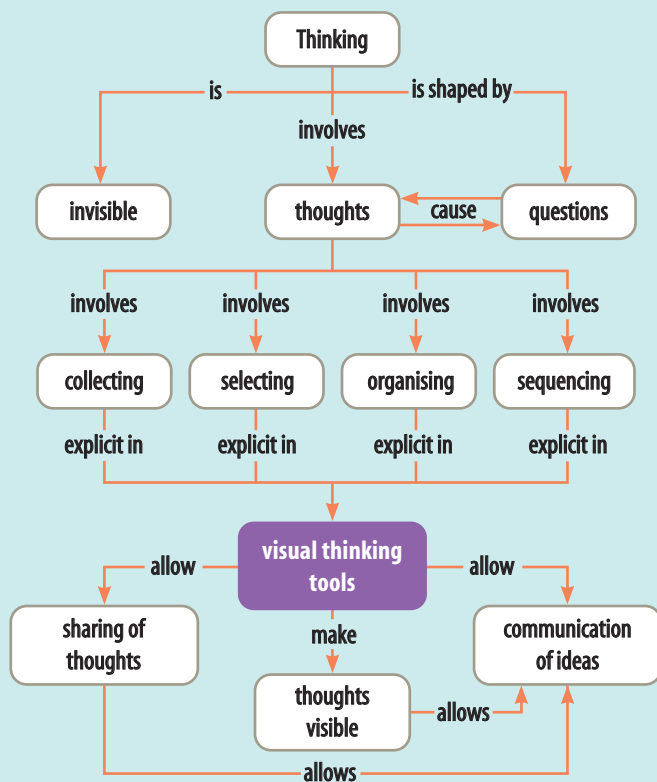 Thinking
is
is shaped by
involves
invisible
thoughts
cause
questions
involves
involves
involves
involves
collecting
selecting
organising
sequencing
explicit in
explicit in
explicit in
explicit in
visual thinking
tools
allow
allow
sharing of
thoughts
make
communication
of ideas
thoughts
visible
allows
allows